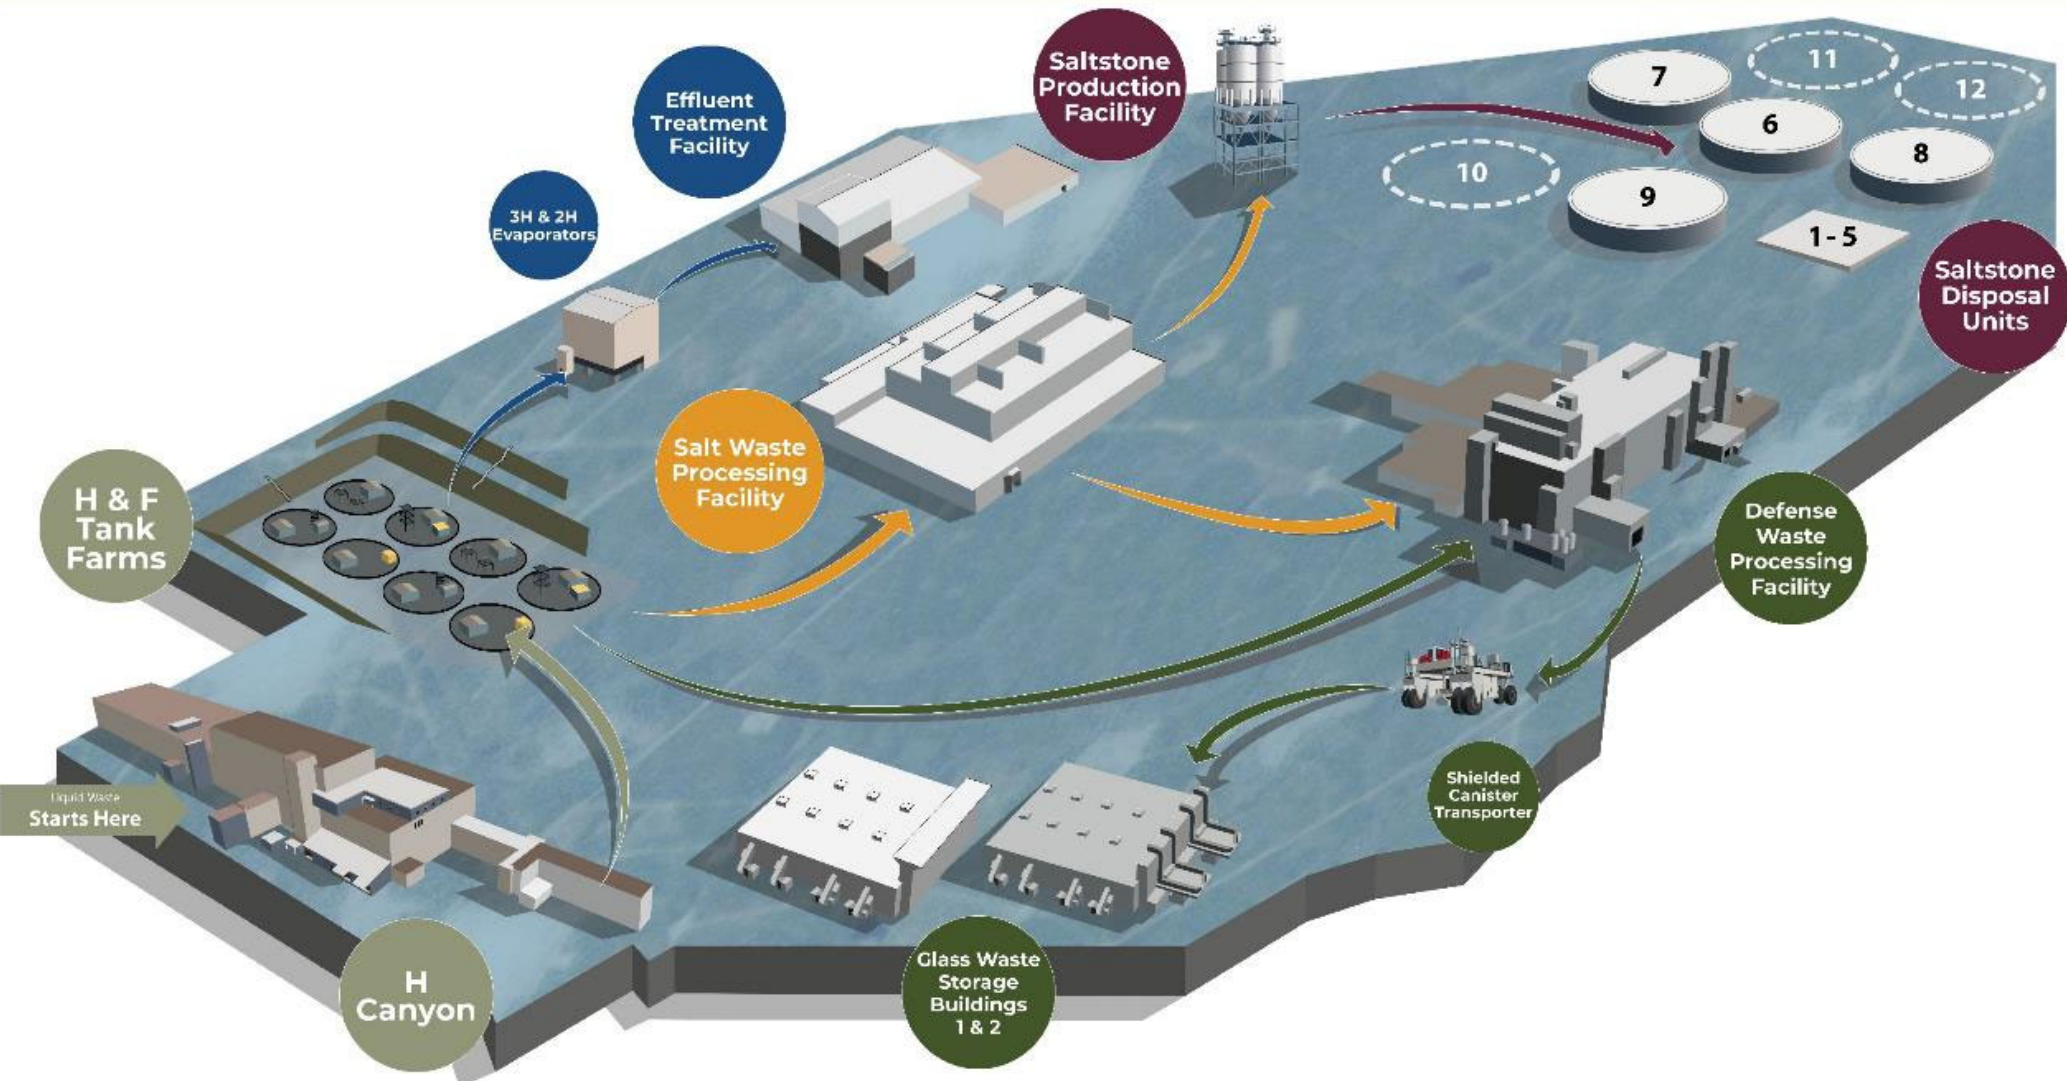 Saltstone
Production
Facility
Effluent
Treatment
Facility
3H & 2H
Evaporators
7
11
12
6
8
10
9
1 - 5
Saltstone
Disposal
Units
Salt Waste
Processing
Facility
H & F
Tank
Farms
Defense
Waste
Processing
Facility
Liquid Waste
Starts Here
Shielded
Canister
Transporter
H
Canyon
Glass Waste
Storage
Buildings
1 & 2